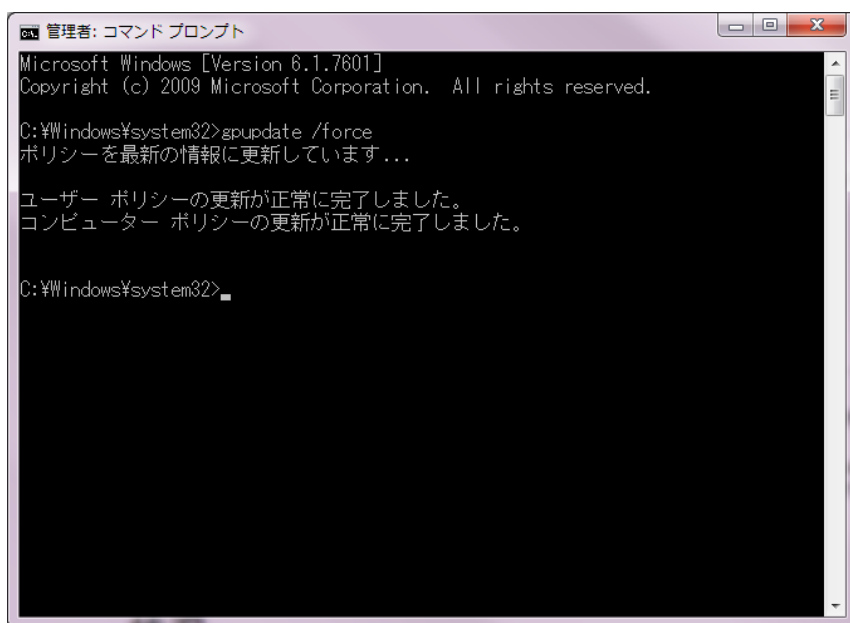 管理者: コマンド プロンプト
Microsoft Windows [Version 6.1.7601]
Copyright (c) 2009 Microsoft Corporation.  All rights reserved.
C:¥Windows¥system32>gpupdate /force
ポリシーを最新の情報に更新しています...
ユーザー ポリシーの更新が正常に完了しました。
コンピューター ポリシーの更新が正常に完了しました。
C:¥Windows¥system32>